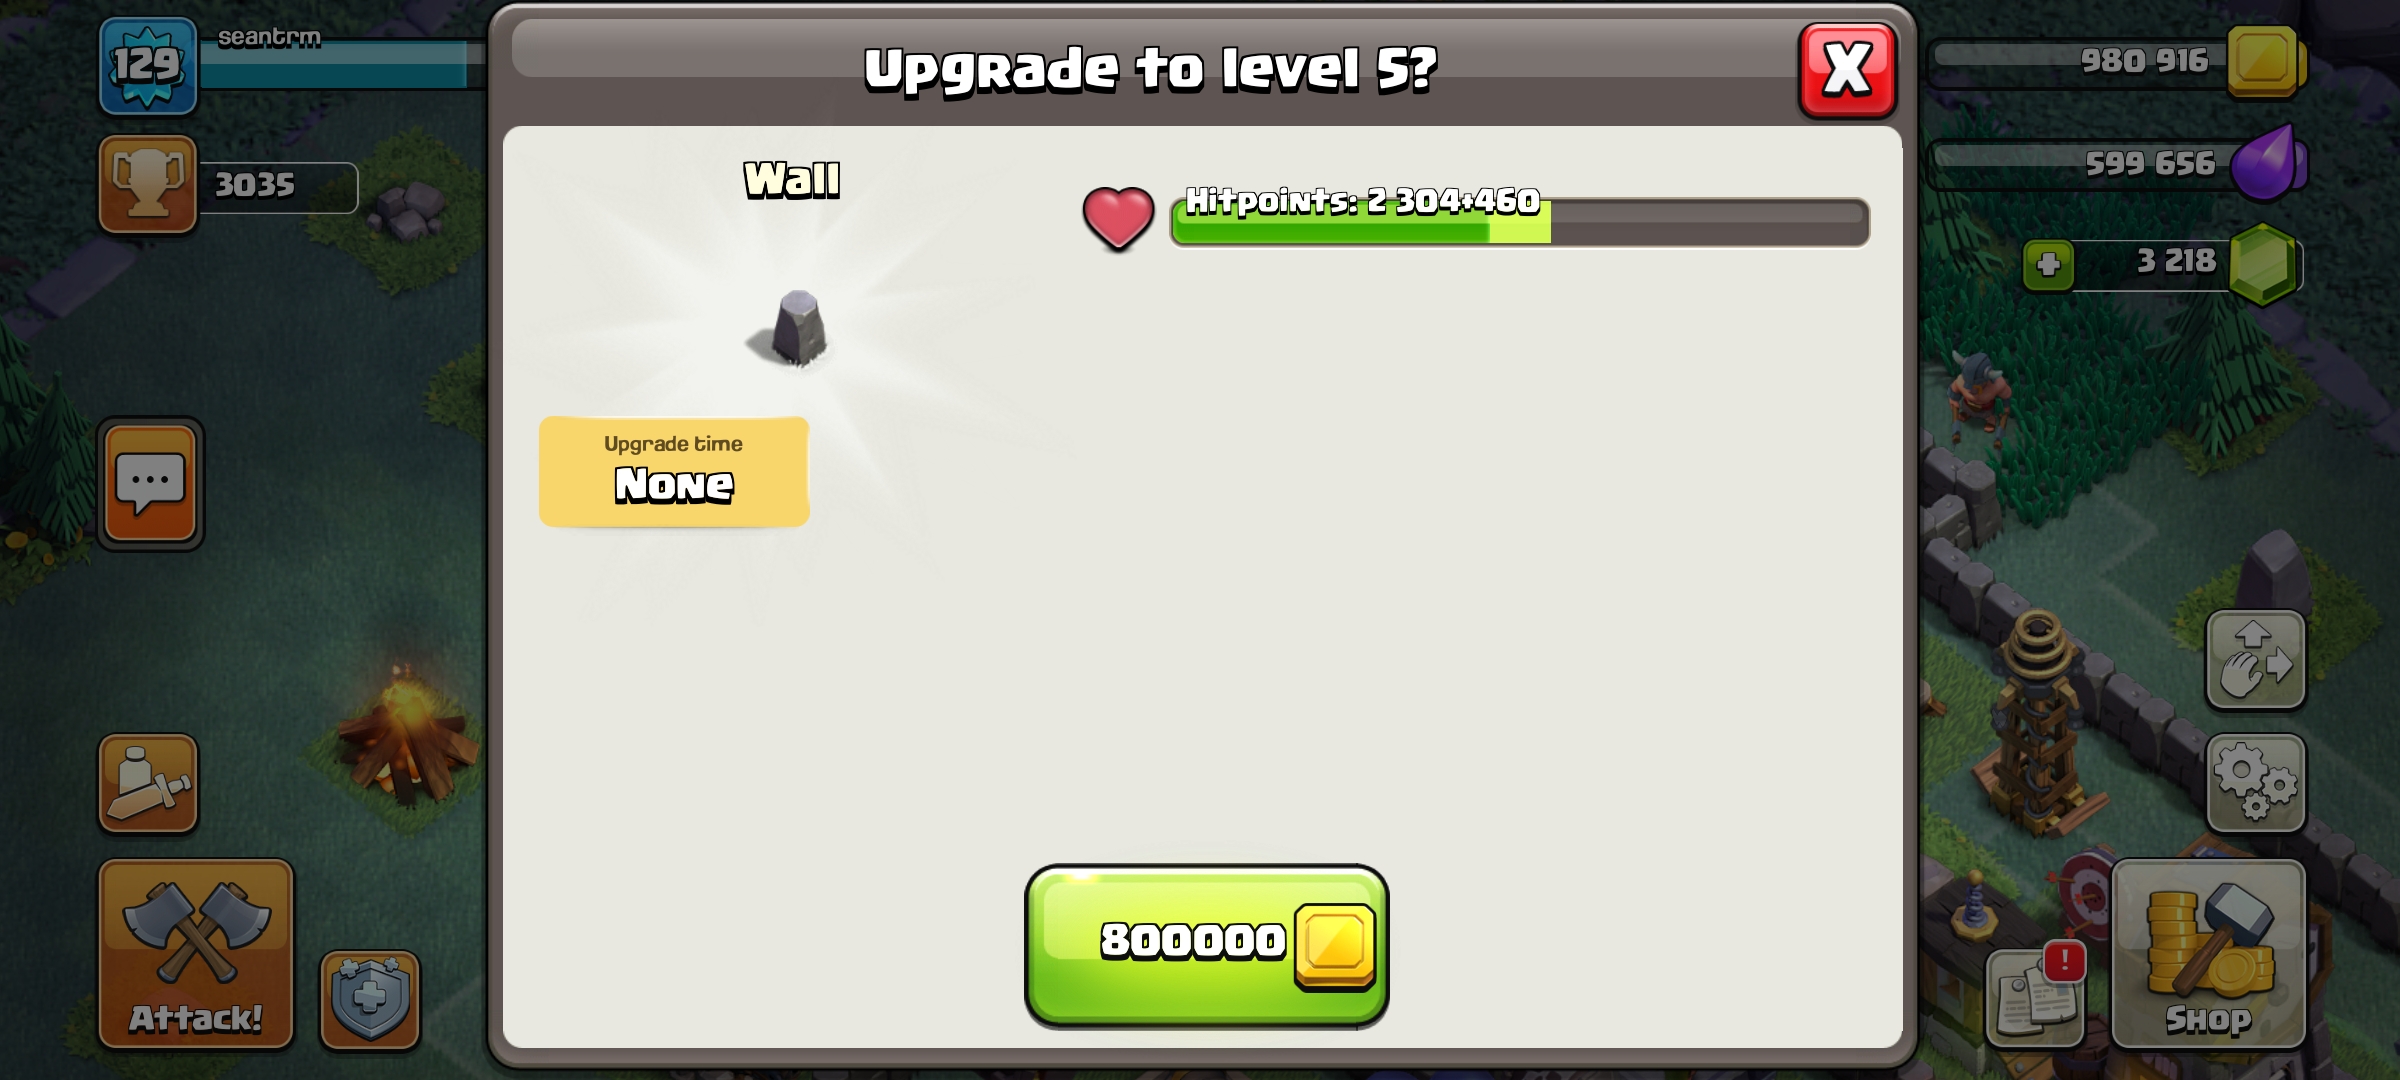 129
seantrm
Upgrade to level 5?
X
980 916
3035
Wall
Hitpoints: 2 304+460
599 656
3 218
Upgrade time
None
800000
Attack!
!
Shop